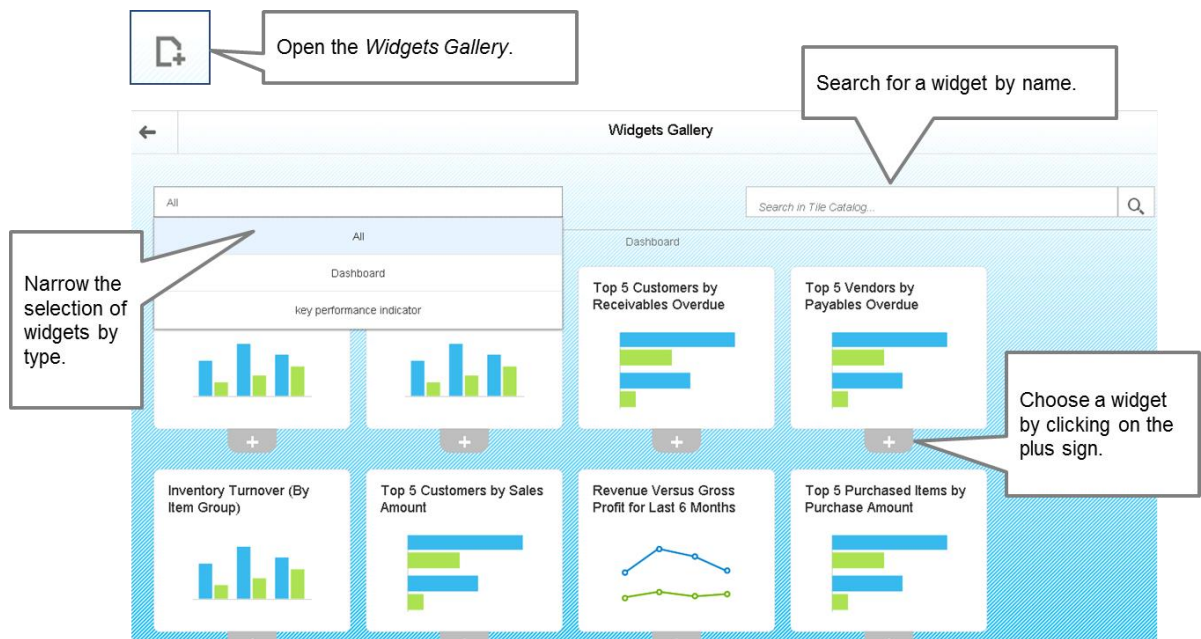 Open the Widgets Gallery.
Search for a widget by name.
Widgets Gallery
All
Search in Tile Catalog...
All
Dashboard
Dashboard
key performance indicator
Narrow the
selection of
widgets by
type.
Top 5 Customers by
Receivables Overdue
Top 5 Vendors by
Payables Overdue
Choose a widget
by clicking on the
plus sign.
Inventory Turnover (By
Item Group)
Top 5 Customers by Sales
Amount
Revenue Versus Gross
Profit for Last 6 Months
Top 5 Purchased Items by
Purchase Amount